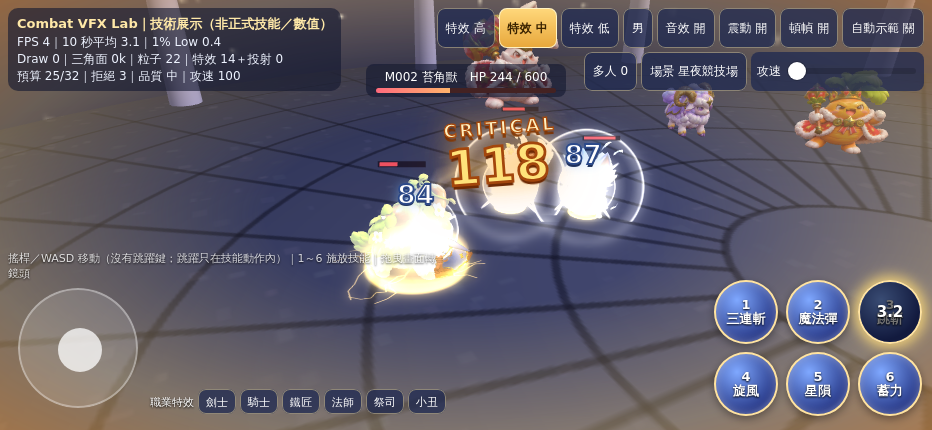 Combat VFX Lab｜技術展示（非正式技能／數值）
FPS 4｜10 秒平均 3.1｜1% Low 0.4
Draw 0｜三角面 0k｜粒子 22｜特效 14＋投射 0
預算 25/32｜拒絕 3｜品質 中｜攻速 100
特效 高
特效 中
特效 低
男
音效 開
震動 開
頓幀 開
自動示範 關
多人 0
場景 星夜競技場
攻速
M002 苔角獸 HP 244 / 600
CRITICAL
118
87
84
搖桿／WASD 移動（沒有跳躍鍵；跳躍只在技能動作內）｜1～6 施放技能｜拖曳畫面轉
鏡頭
1
三連斬
2
魔法彈
3
3.2
跳斬
4
旋風
5
星隕
6
蓄力
職業特效
劍士
騎士
鐵匠
法師
祭司
小丑